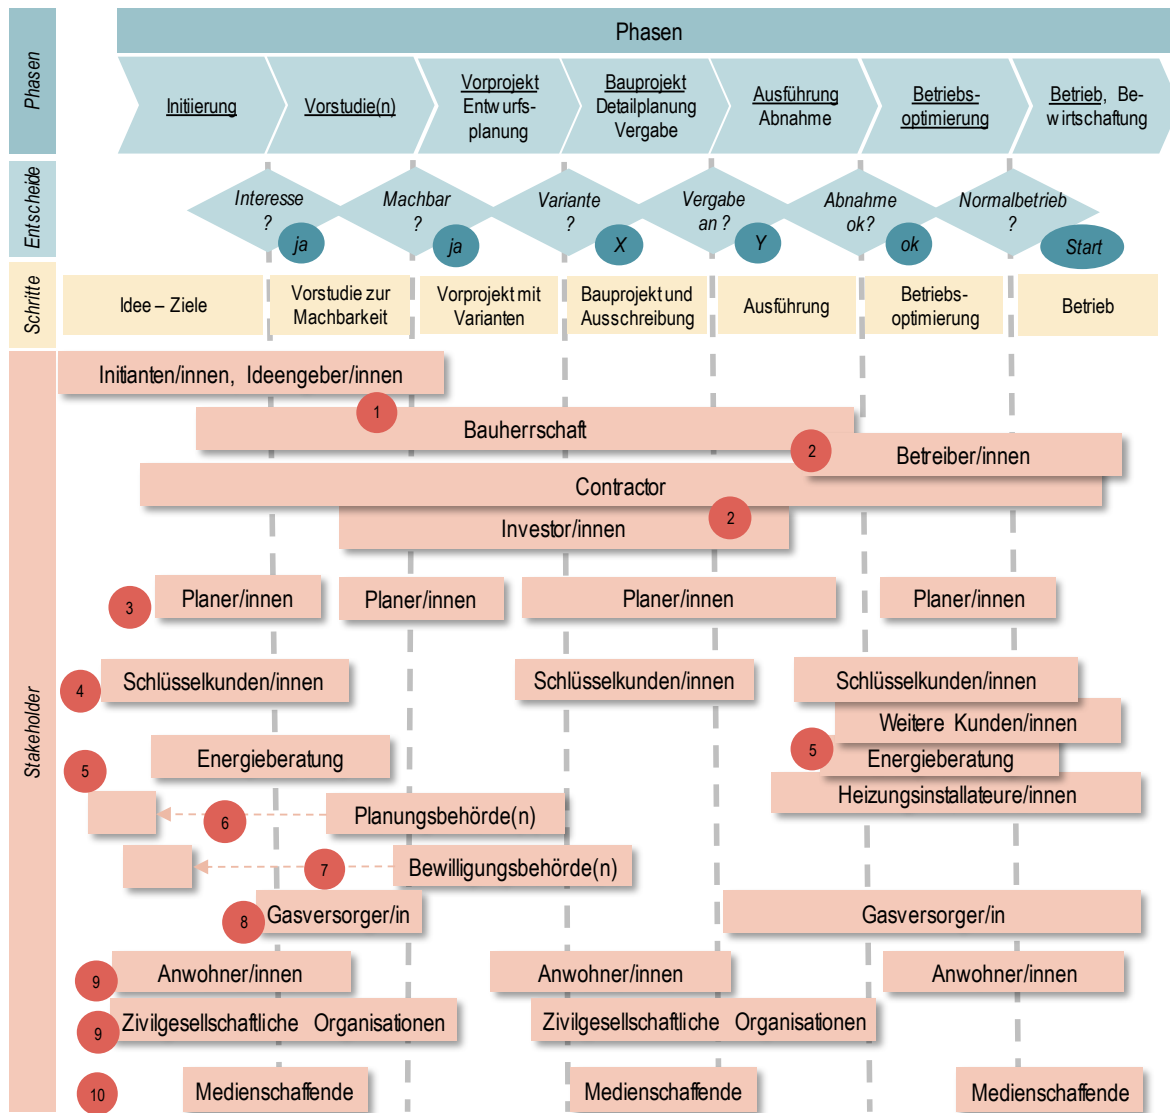 Phasen
Phasen
Initiierung
Vorstudie(n)
Vorprojekt
Entwurfs-
planung
Bauprojekt
Detailplanung
Vergabe
Ausführung
Abnahme
Betriebs-
optimierung
Betrieb, Be-
wirtschaftung
Entscheide
Interesse
?
ja
Machbar
?
ja
Variante
?
X
Vergabe
an ?
Y
Abnahme
ok?
ok
Normalbetrieb
?
Start
Schritte
Idee – Ziele
Vorstudie zur
Machbarkeit
Vorprojekt mit
Varianten
Bauprojekt und
Ausschreibung
Ausführung
Betriebs-
optimierung
Betrieb
Stakeholder
Initianten/innen, Ideengeber/innen
1
Bauherrschaft
2
Betreiber/innen
Contractor
2
Investor/innen
3
Planer/innen
Planer/innen
Planer/innen
Planer/innen
4
Schlüsselkunden/innen
Schlüsselkunden/innen
Schlüsselkunden/innen
Weitere Kunden/innen
5
Energieberatung
5
Energieberatung
Heizungsinstallateure/innen
6
Planungsbehörde(n)
7
Bewilligungsbehörde(n)
8
Gasversorger/in
Gasversorger/in
9
Anwohner/innen
Anwohner/innen
Anwohner/innen
9
Zivilgesellschaftliche Organisationen
Zivilgesellschaftliche Organisationen
10
Medienschaffende
Medienschaffende
Medienschaffende